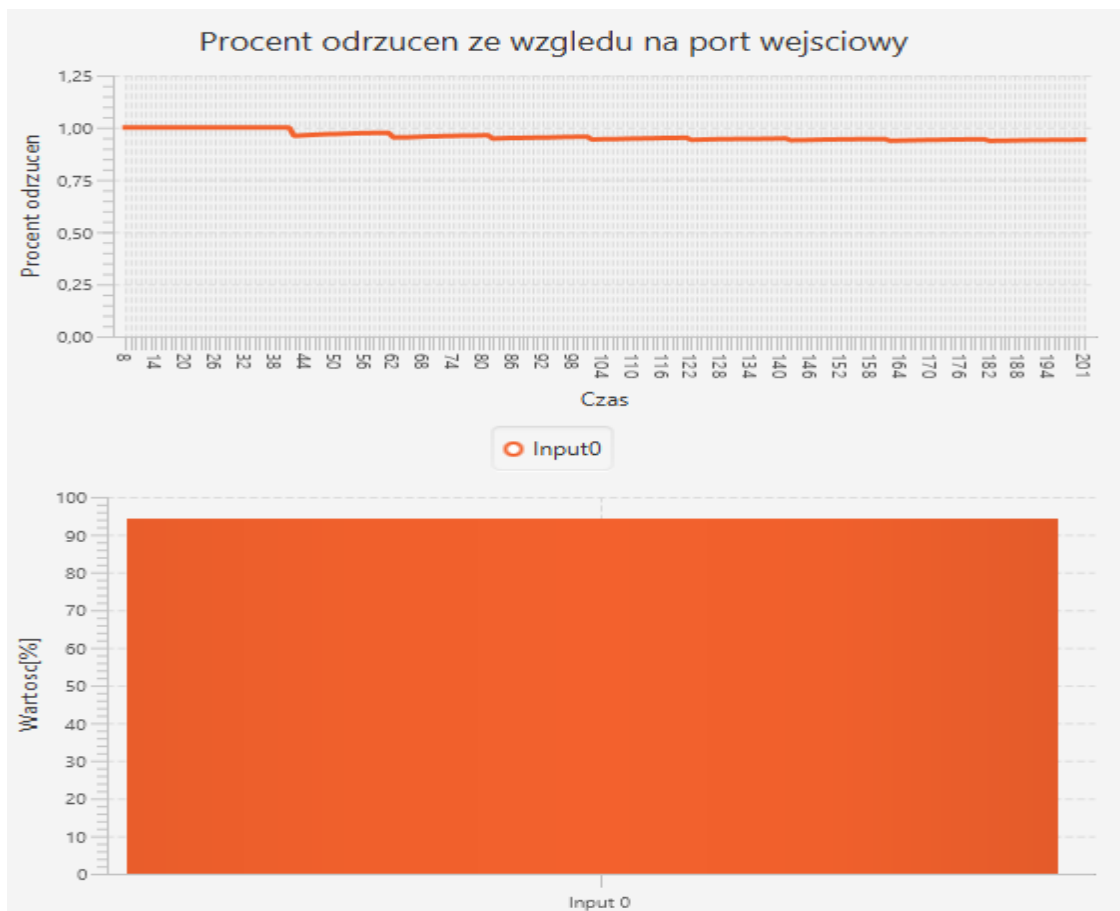 Procent odrzucen ze wzgledu na port wejsciowy
Procent odrzucen
1,25
1,00
0,75
0,50
0,25
0,00
8 14 20 26 32 38 44 50 56 62 68 74 80 86 92 98 104 110 116 122 128 134 140 146 152 158 164 170 176 182 188 194 201
Czas
Input0
Wartosc[%]
100
90
80
70
60
50
40
30
20
10
0
Input 0